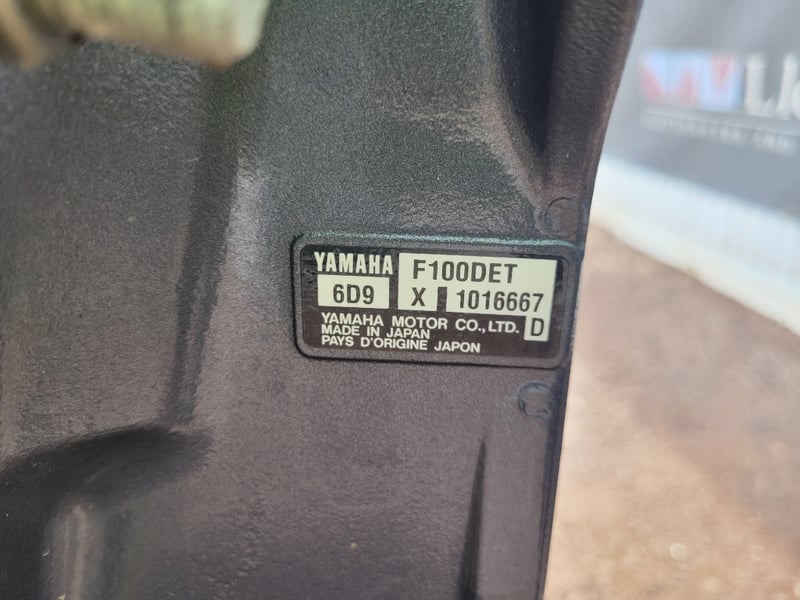 YAMAHA F100DET
6D9 X 1016667
YAMAHA MOTOR CO., LTD. D
MADE IN JAPAN
PAYS D'ORIGINE JAPON